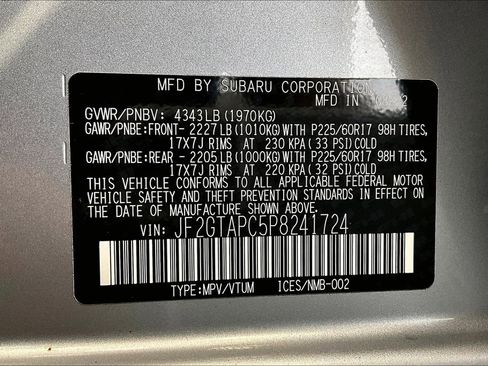 MFD BY SUBARU CORPORATION
MFD IN 2
GVWR/PNBV: 4343LB (1970KG)
GAWR/PNBE:FRONT- 2227 LB (1010KG) WITH P225/60R17 98H TIRES,
17X7J RIMS AT 230 KPA (33 PSI) COLD
GAWR/PNBE:REAR - 2205 LB (1000KG) WITH P225/60R17 98H TIRES,
17X7J RIMS AT 220 KPA (32 PSI) COLD
THIS VEHICLE CONFORMS TO ALL APPLICABLE FEDERAL MOTOR
VEHICLE SAFETY AND THEFT PREVENTION STANDARDS IN EFFECT
ON THE DATE OF MANUFACTURE SHOWN ABOVE.
VIN: JF2GTAPC5P8241724
TYPE:MPV/VTUM ICES/NMB-002